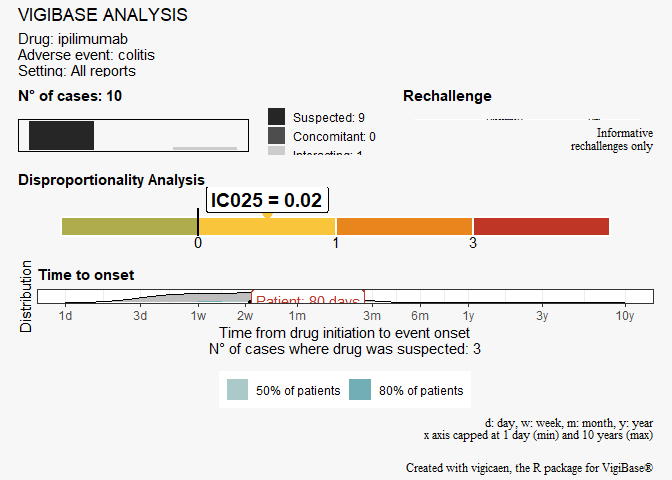 VIGIBASE ANALYSIS
Drug: ipilimumab
Adverse event: colitis
Setting: All reports
N° of cases: 10
Suspected: 9
Concomitant: 0
Interacting: 1
Rechallenge
Informative
rechallenges only
Disproportionality Analysis
IC025 = 0.02
0 1 3
Time to onset
Distribution
Patient: 80 days
1d 3d 1w 2w 1m 3m 6m 1y 3y 10y
Time from drug initiation to event onset
N° of cases where drug was suspected: 3
50% of patients 80% of patients
d: day, w: week, m: month, y: year
x axis capped at 1 day (min) and 10 years (max)
Created with vigicaen, the R package for VigiBase®